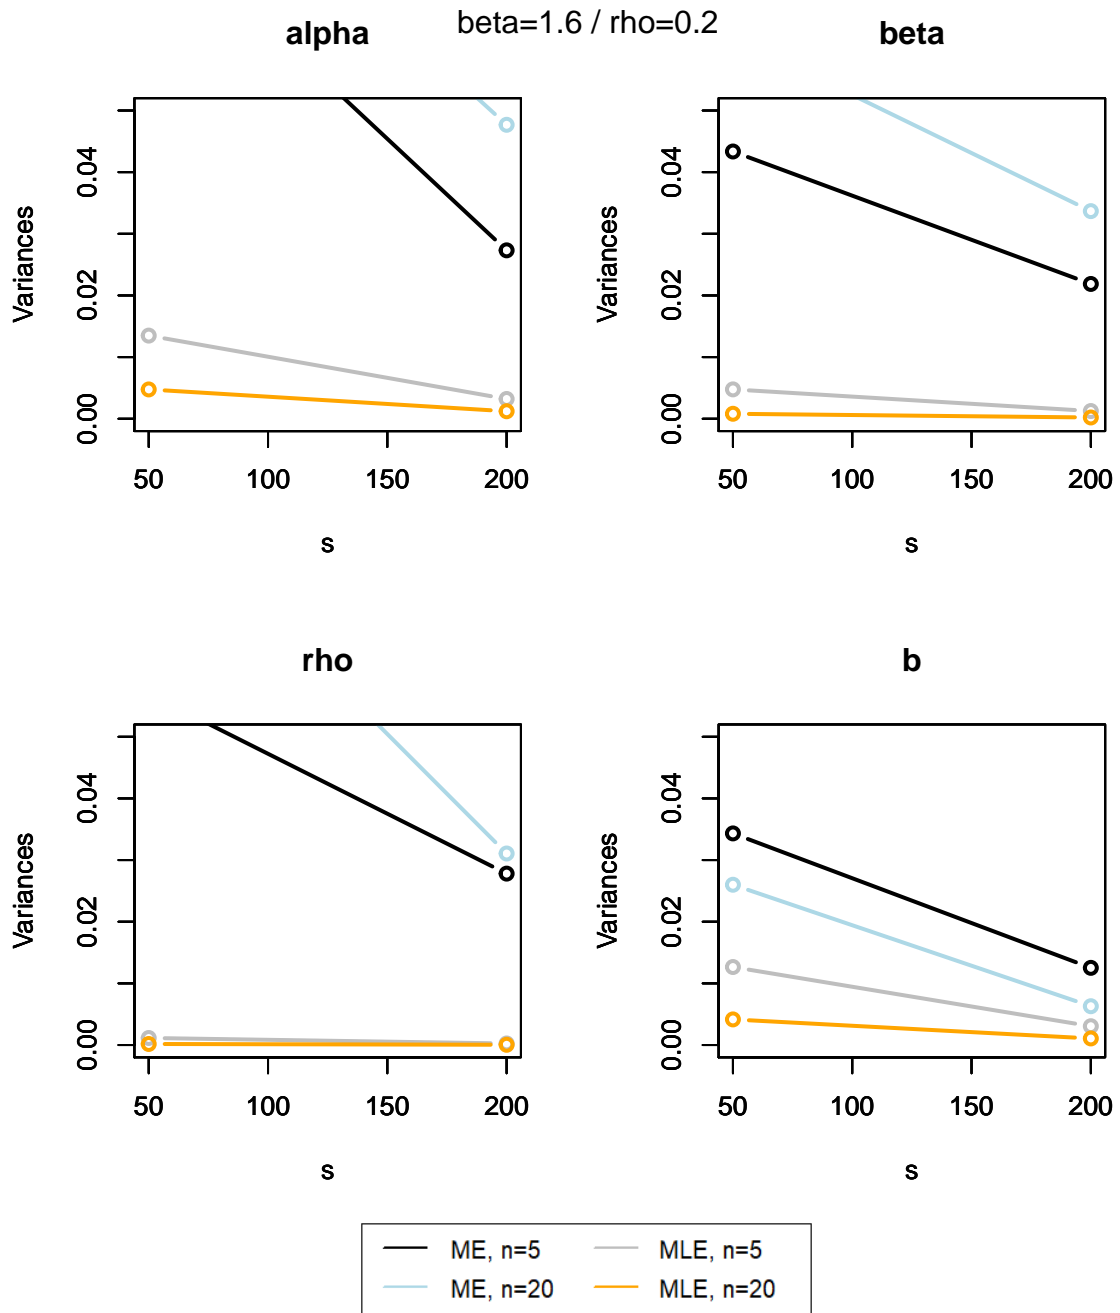 beta=1.6 / rho=0.2
alpha
Variances
0.00
0.02
0.04
50 100 150 200
s
beta
Variances
0.00
0.02
0.04
50 100 150 200
s
rho
Variances
0.00
0.02
0.04
50 100 150 200
s
b
Variances
0.00
0.02
0.04
50 100 150 200
s
ME, n=5 MLE, n=5
ME, n=20 MLE, n=20